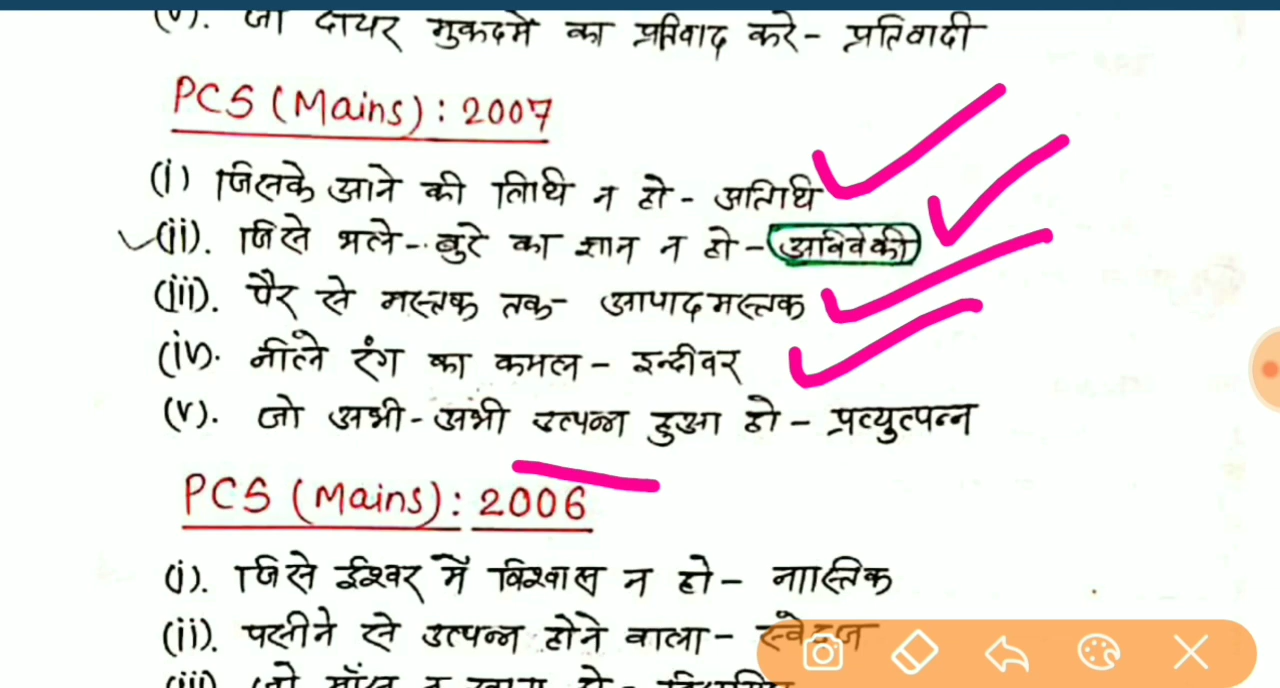 (v). जो दायर मुकदमे का प्रतिवाद करे- प्रतिवादी
PCS (Mains) : 2007
(i) जिसके आने की तिथि न हो - अतिथि
(ii). जिसे भले-बुरे का ज्ञान न हो - अविवेकी
(iii). पैर से मस्तक तक- आपादमस्तक
(iv). नीले रंग का कमल - इन्दीवर
(v). जो अभी-अभी उत्पन्न हुआ हो - प्रत्युत्पन्न
PCS (Mains) : 2006
(i). जिसे ईश्वर में विश्वास न हो- नास्तिक
(ii). पसीने से उत्पन्न होने वाला - स्वेदज
(iii) जो माँस न